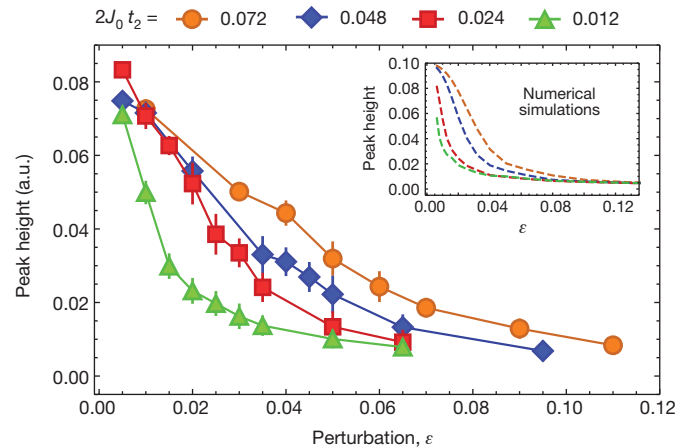 2J₀ t₂ = 0.072 0.048 0.024 0.012
Peak height (a.u.)
0.08
0.06
0.04
0.02
0.00
0.00 0.02 0.04 0.06 0.08 0.10 0.12
Perturbation, ε
Numerical
simulations
Peak height
0.10
0.08
0.06
0.04
0.02
0.00
0.00 0.04 0.08 0.12
ε